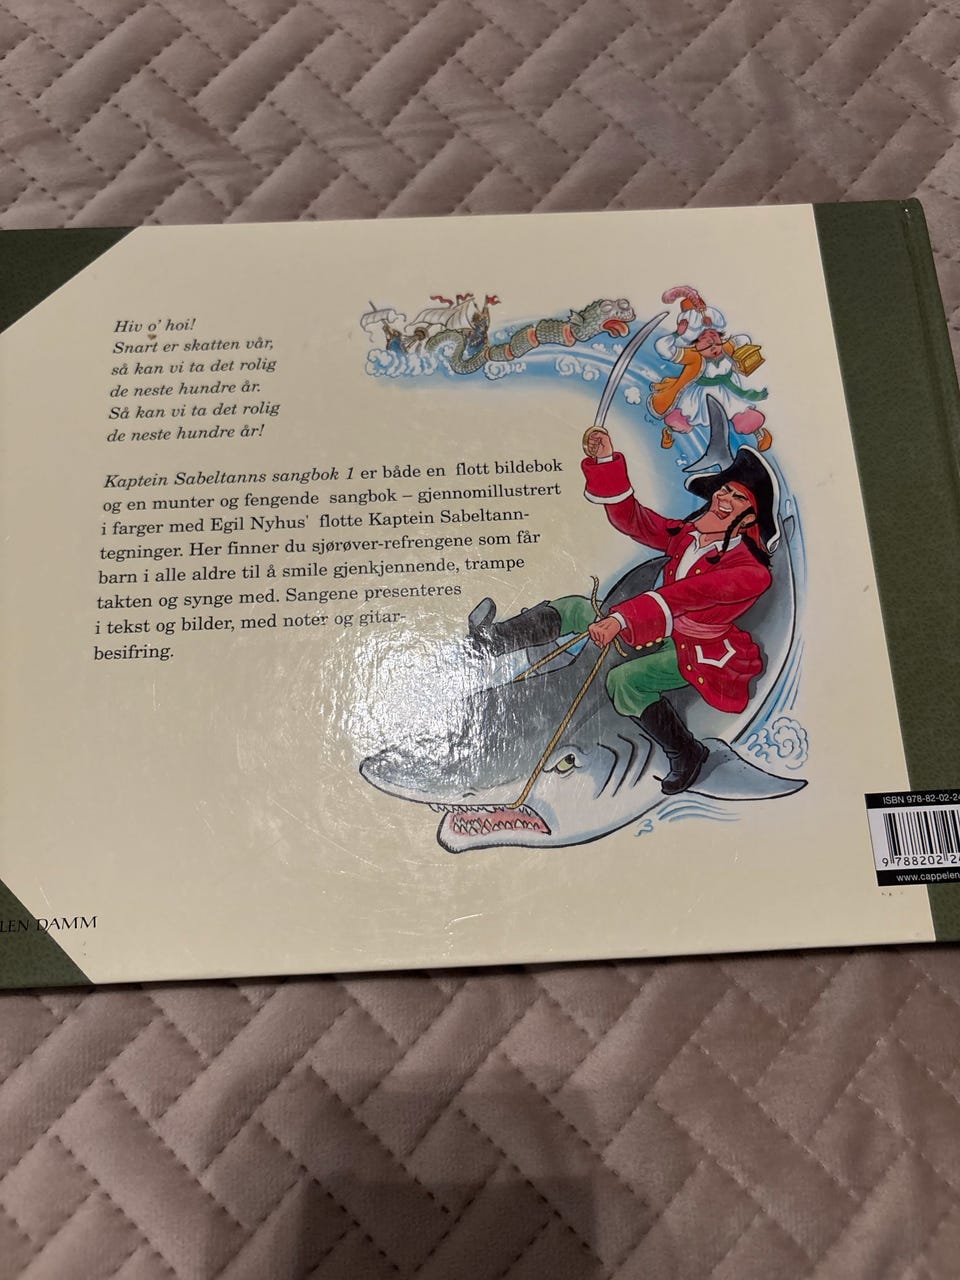 Hiv o' hoi!
Snart er skatten vår,
så kan vi ta det rolig
de neste hundre år.
Så kan vi ta det rolig
de neste hundre år!
Kaptein Sabeltanns sangbok 1 er både en flott bildebok
og en munter og fengende sangbok – gjennomillustrert
i farger med Egil Nyhus' flotte Kaptein Sabeltann-
tegninger. Her finner du sjørøver-refrengene som får
barn i alle aldre til å smile gjenkjennende, trampe
takten og synge med. Sangene presenteres
i tekst og bilder, med noter og gitar-
besifring.
ISBN 978-82-02-24
9 788202 24
www.cappelen
LEN DAMM